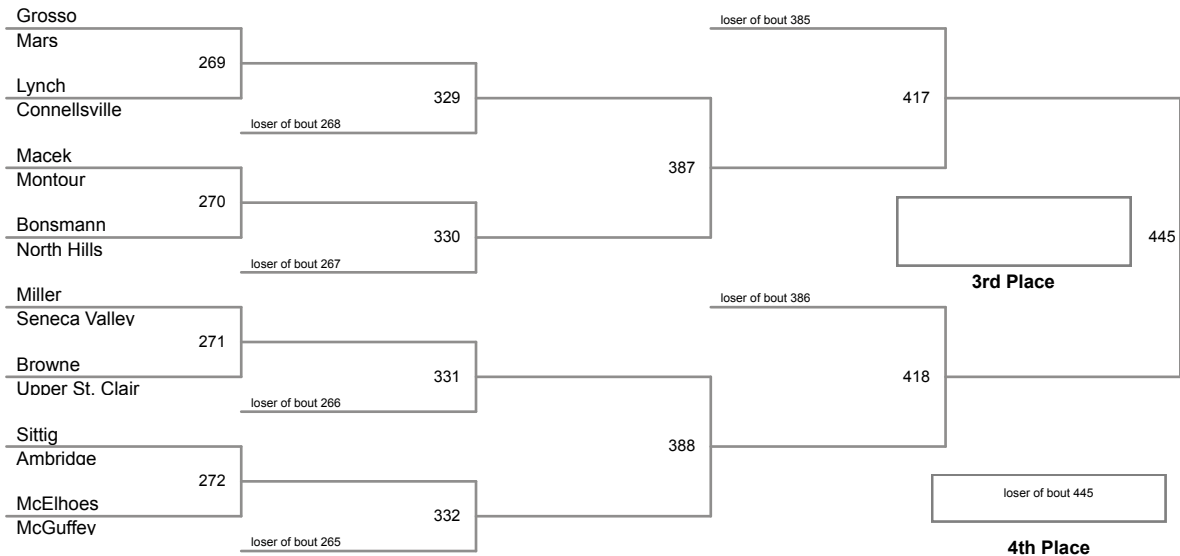 Grosso
loser of bout 385
Mars
269
Lynch
329
417
Connellsville
loser of bout 268
Macek
387
Montour
270
Bonsmann
330
445
North Hills
loser of bout 267
3rd Place
Miller
loser of bout 386
Seneca Valley
271
Browne
331
418
Upper St. Clair
loser of bout 266
Sittig
388
Ambridge
272
loser of bout 445
McElhoes
332
McGuffey
loser of bout 265
4th Place